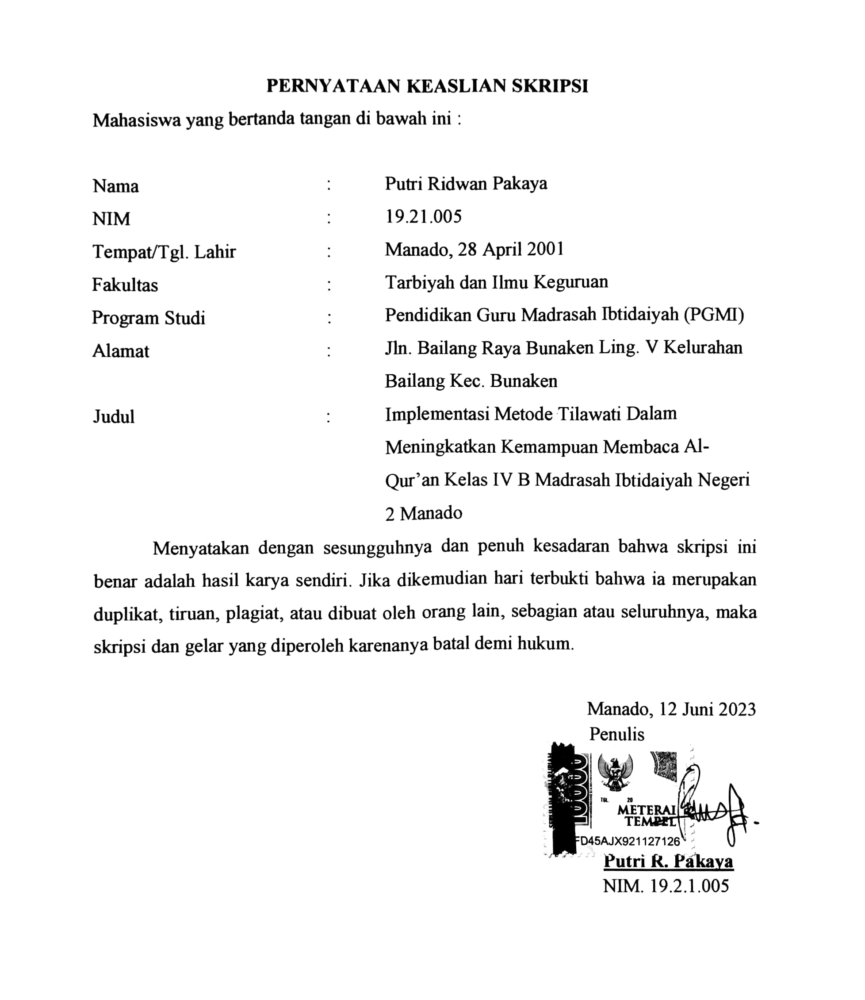 PERNYATAAN KEASLIAN SKRIPSI
Mahasiswa yang bertanda tangan di bawah ini :
Nama : Putri Ridwan Pakaya
NIM : 19.21.005
Tempat/Tgl. Lahir : Manado, 28 April 2001
Fakultas : Tarbiyah dan Ilmu Keguruan
Program Studi : Pendidikan Guru Madrasah Ibtidaiyah (PGMI)
Alamat : Jln. Bailang Raya Bunaken Ling. V Kelurahan
Bailang Kec. Bunaken
Judul : Implementasi Metode Tilawati Dalam
Meningkatkan Kemampuan Membaca Al-
Qur'an Kelas IV B Madrasah Ibtidaiyah Negeri
2 Manado
Menyatakan dengan sesungguhnya dan penuh kesadaran bahwa skripsi ini
benar adalah hasil karya sendiri. Jika dikemudian hari terbukti bahwa ia merupakan
duplikat, tiruan, plagiat, atau dibuat oleh orang lain, sebagian atau seluruhnya, maka
skripsi dan gelar yang diperoleh karenanya batal demi hukum.
Manado, 12 Juni 2023
Penulis
10000
TGL. 20
METERAI
TEMPEL
FD45AJX921127126
Putri R. Pakaya
NIM. 19.2.1.005